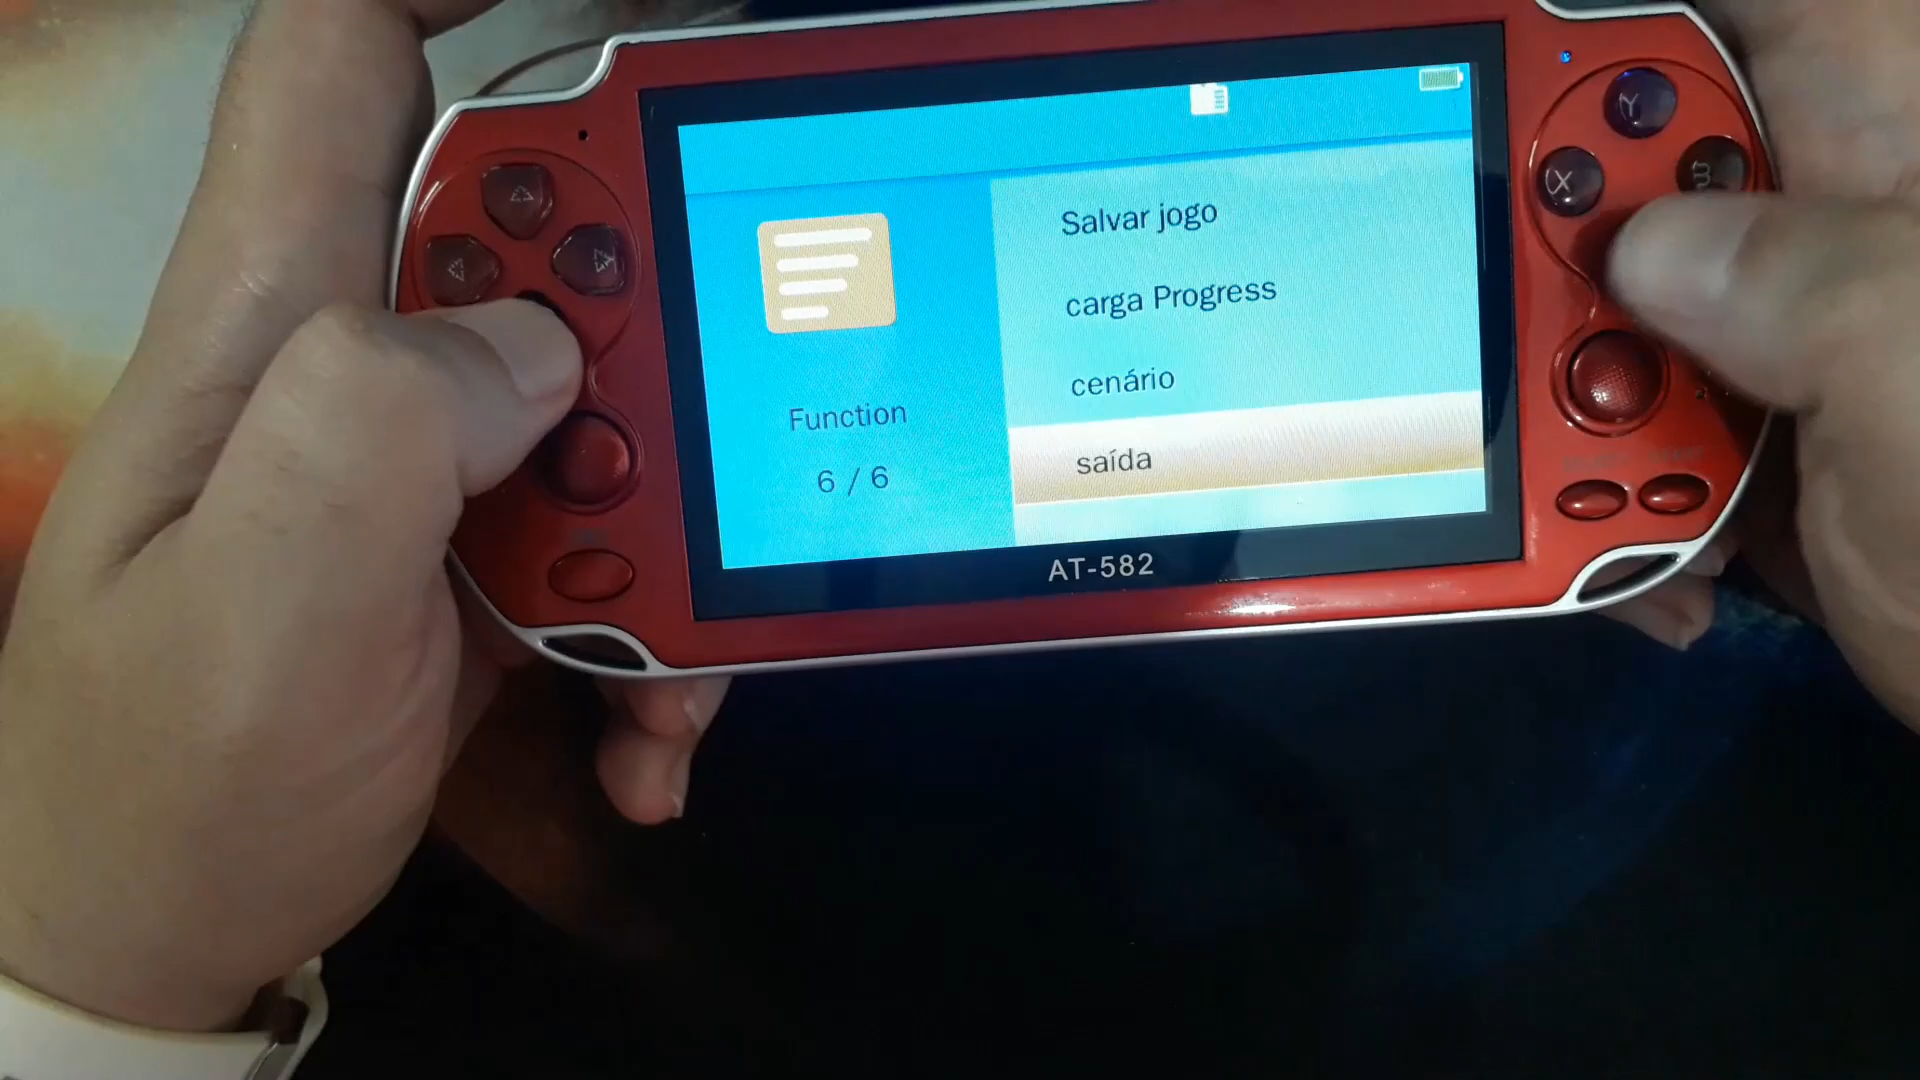 Y
X
Salvar jogo
carga Progress
cenário
Function
saída
6 / 6
AT-582